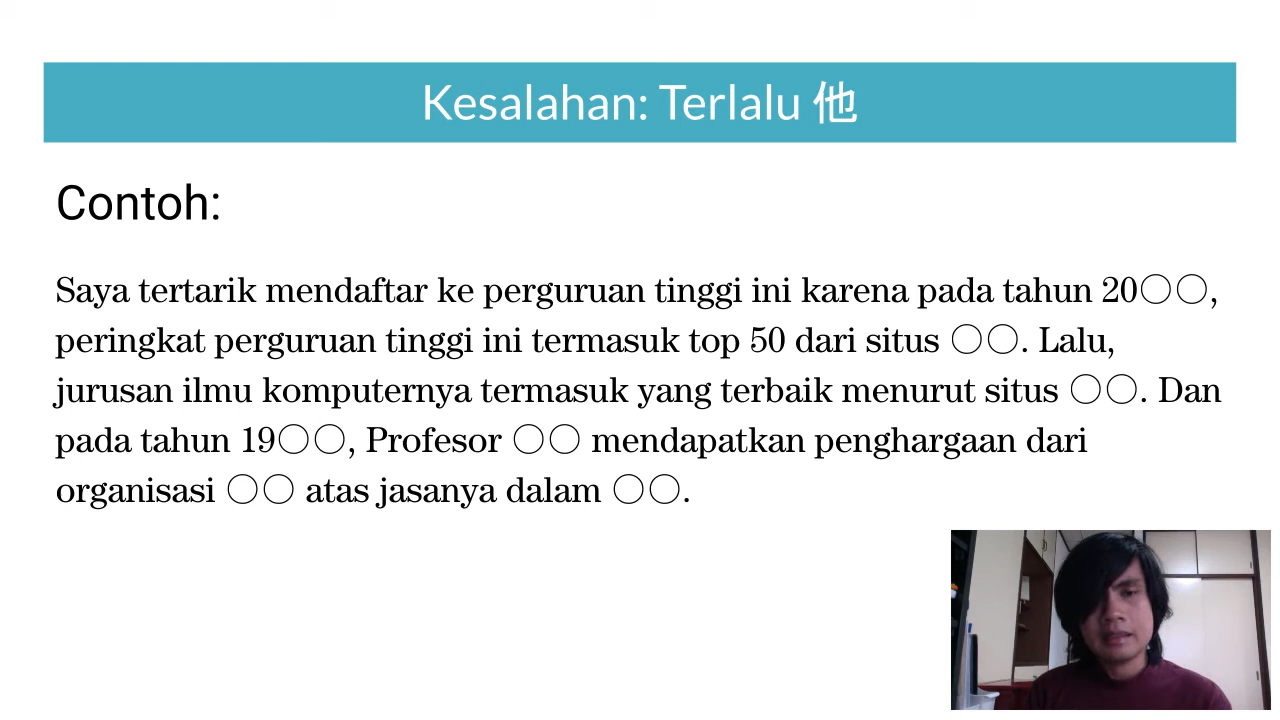 Kesalahan: Terlalu 他
Contoh:
Saya tertarik mendaftar ke perguruan tinggi ini karena pada tahun 20○○,
peringkat perguruan tinggi ini termasuk top 50 dari situs ○○. Lalu,
jurusan ilmu komputernya termasuk yang terbaik menurut situs ○○. Dan
pada tahun 19○○, Profesor ○○ mendapatkan penghargaan dari
organisasi ○○ atas jasanya dalam ○○.